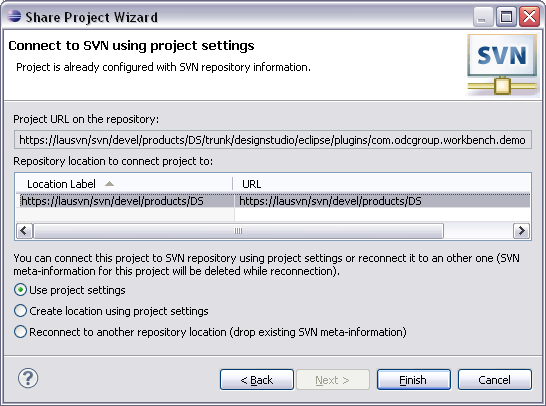 Share Project Wizard
Connect to SVN using project settings
Project is already configured with SVN repository information.
SVN
Project URL on the repository:
https://lausvn/svn/devel/products/DS/trunk/designstudio/eclipse/plugins/com.odcgroup.workbench.demo
Repository location to connect project to:
Location Label URL
https://lausvn/svn/devel/products/DS https://lausvn/svn/devel/products/DS
You can connect this project to SVN repository using project settings or reconnect it to an other one (SVN
meta-information for this project will be deleted while reconnection).
Use project settings
Create location using project settings
Reconnect to another repository location (drop existing SVN meta-information)
? < Back Next > Finish Cancel